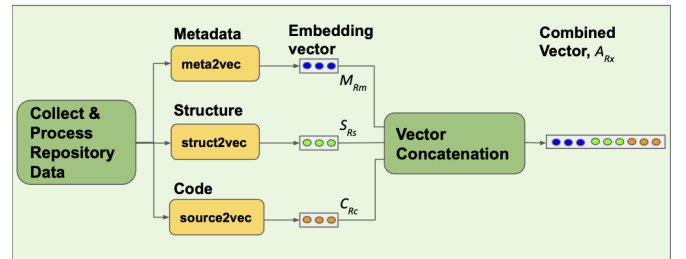 Metadata
meta2vec
Embedding
vector
M_Rm
Combined
Vector, A_Rx
Collect &
Process
Repository
Data
Structure
struct2vec
S_Rs
Vector
Concatenation
Code
source2vec
C_Rc